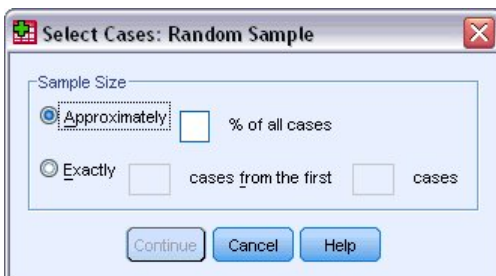 Select Cases: Random Sample
Sample Size
Approximately % of all cases
Exactly cases from the first cases
Continue Cancel Help